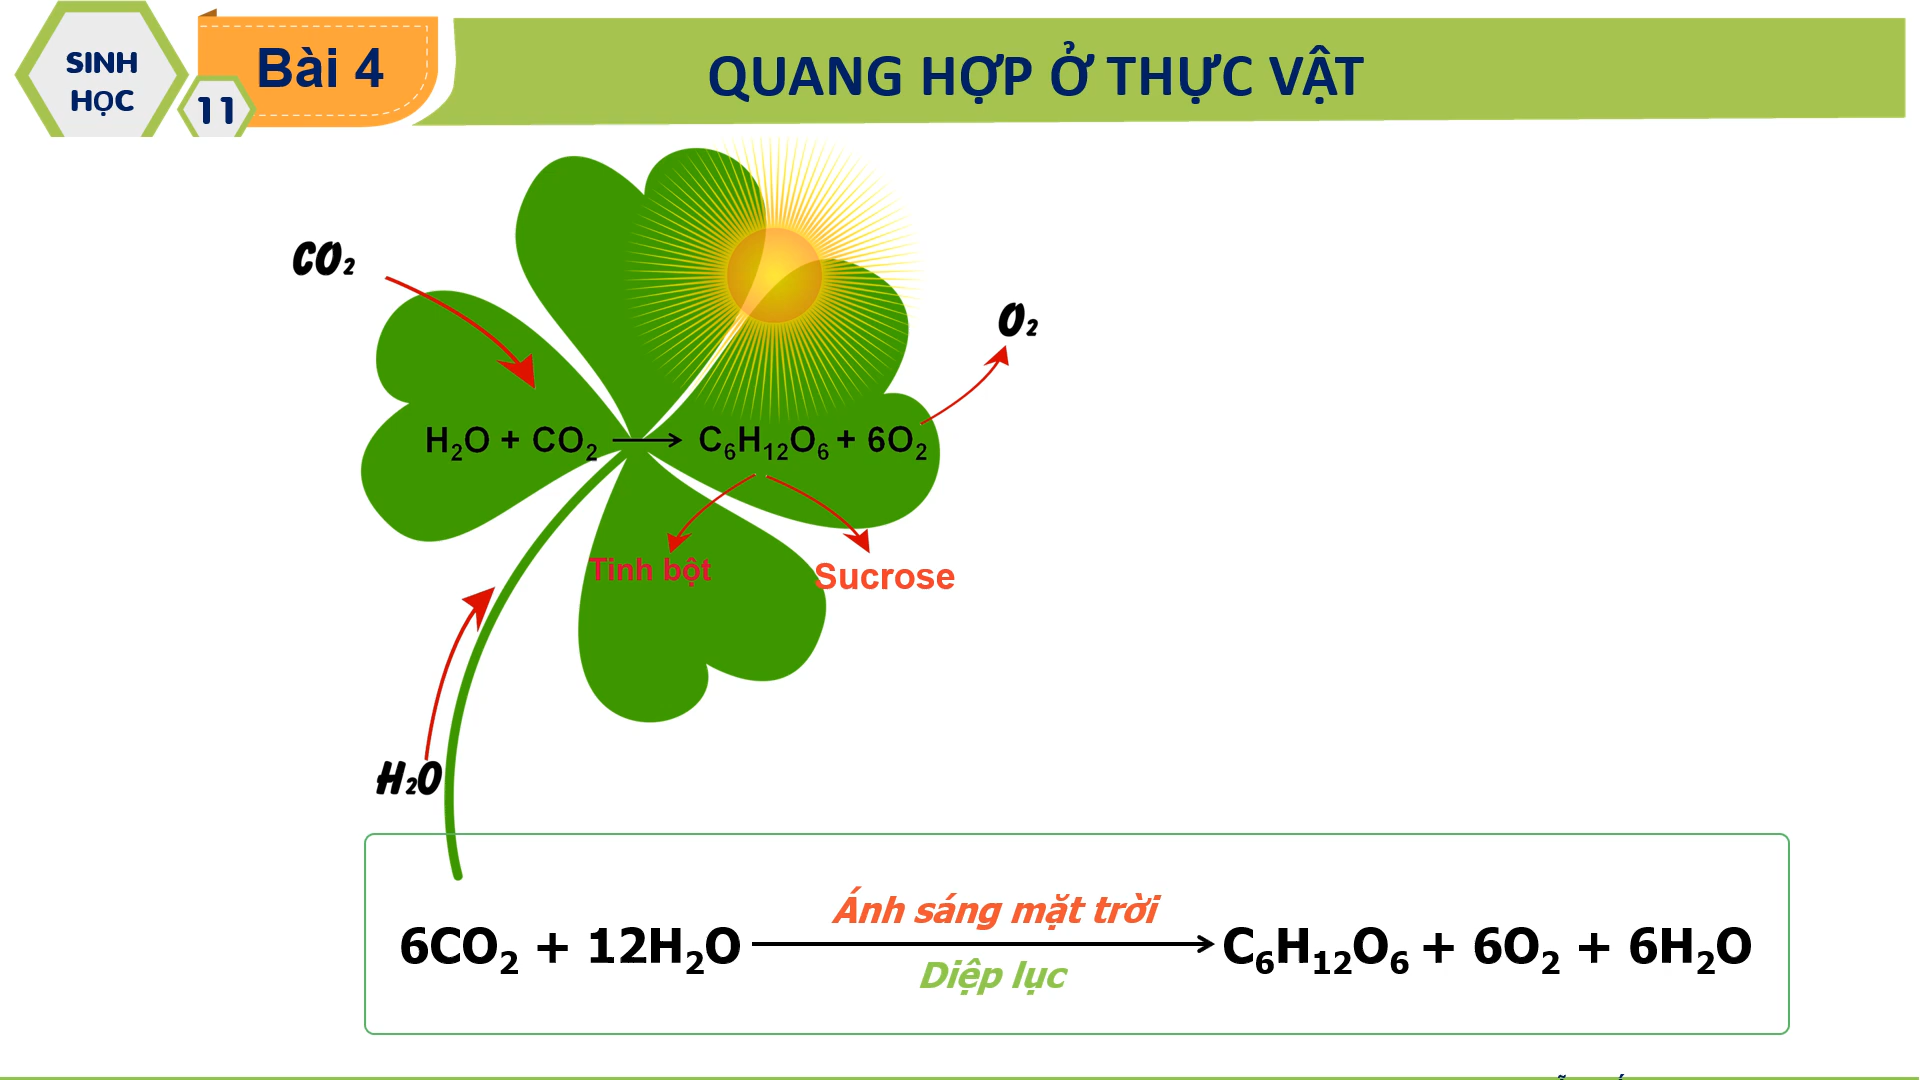 SINH
HỌC
11
Bài 4
QUANG HỢP Ở THỰC VẬT
CO₂
O₂
H₂O + CO₂ → C₆H₁₂O₆ + 6O₂
Tinh bột
Sucrose
H₂O
Ánh sáng mặt trời
6CO₂ + 12H₂O → C₆H₁₂O₆ + 6O₂ + 6H₂O
Diệp lục